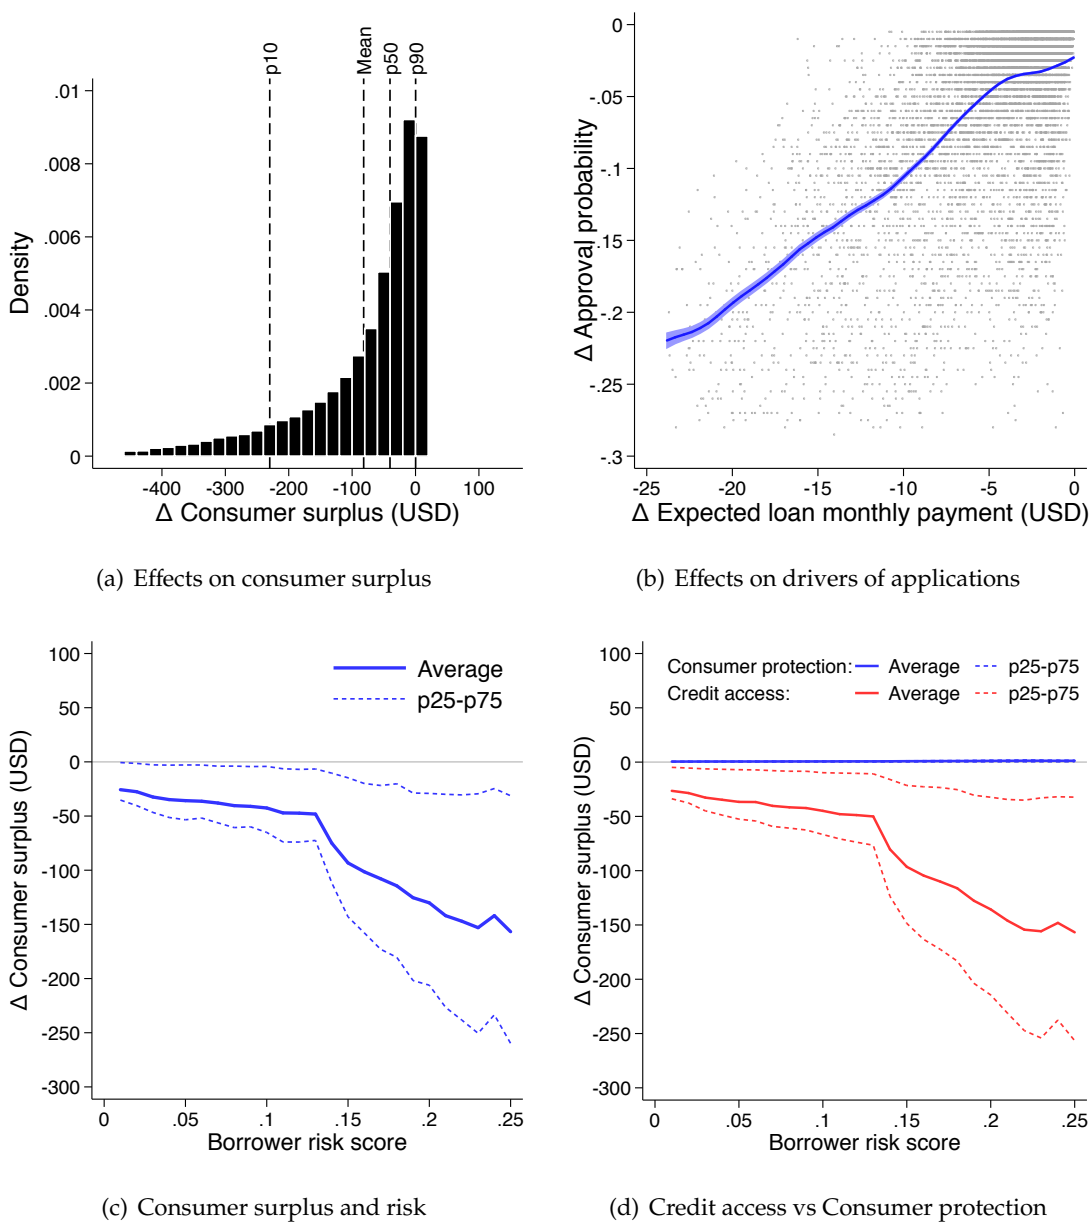 p10
Mean
p50
p90
.01
.008
.006
.004
.002
0
Density
-400
-300
-200
-100
0
100
Δ Consumer surplus (USD)
(a) Effects on consumer surplus
0
-.05
-.1
-.15
-.2
-.25
-.3
Δ Approval probability
-25
-20
-15
-10
-5
0
Δ Expected loan monthly payment (USD)
(b) Effects on drivers of applications
100
50
0
-50
-100
-150
-200
-250
-300
Δ Consumer surplus (USD)
Average
p25-p75
0
.05
.1
.15
.2
.25
Borrower risk score
(c) Consumer surplus and risk
100
50
0
-50
-100
-150
-200
-250
-300
Δ Consumer surplus (USD)
Consumer protection: Average p25-p75
Credit access: Average p25-p75
0
.05
.1
.15
.2
.25
Borrower risk score
(d) Credit access vs Consumer protection